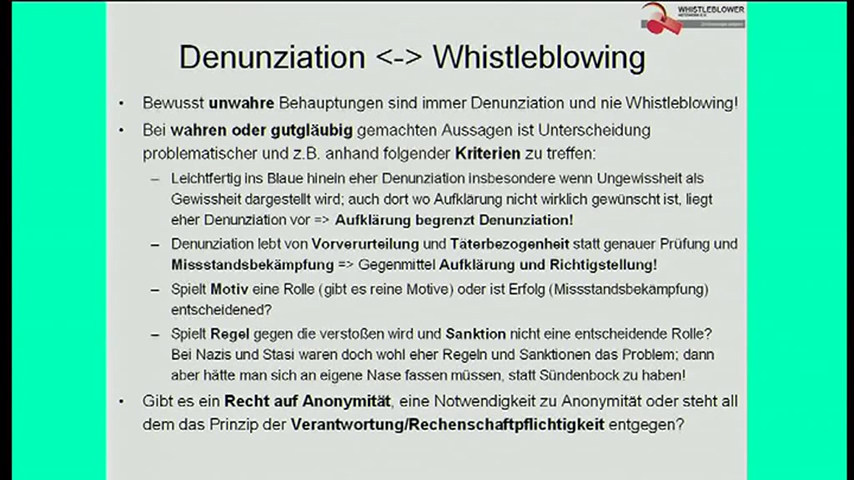 WHISTLEBLOWER
NETZWERK E.V.
Denunziation <-> Whistleblowing
• Bewusst unwahre Behauptungen sind immer Denunziation und nie Whistleblowing!
• Bei wahren oder gutgläubig gemachten Aussagen ist Unterscheidung
problematischer und z.B. anhand folgender Kriterien zu treffen:
– Leichtfertig ins Blaue hinein eher Denunziation insbesondere wenn Ungewissheit als
Gewissheit dargestellt wird; auch dort wo Aufklärung nicht wirklich gewünscht ist, liegt
eher Denunziation vor => Aufklärung begrenzt Denunziation!
– Denunziation lebt von Vorverurteilung und Täterbezogenheit statt genauer Prüfung und
Missstandsbekämpfung => Gegenmittel Aufklärung und Richtigstellung!
– Spielt Motiv eine Rolle (gibt es reine Motive) oder ist Erfolg (Missstandsbekämpfung)
entscheidened?
– Spielt Regel gegen die verstoßen wird und Sanktion nicht eine entscheidende Rolle?
Bei Nazis und Stasi waren doch wohl eher Regeln und Sanktionen das Problem; dann
aber hätte man sich an eigene Nase fassen müssen, statt Sündenbock zu haben!
• Gibt es ein Recht auf Anonymität, eine Notwendigkeit zu Anonymität oder steht all
dem das Prinzip der Verantwortung/Rechenschaftpflichtigkeit entgegen?